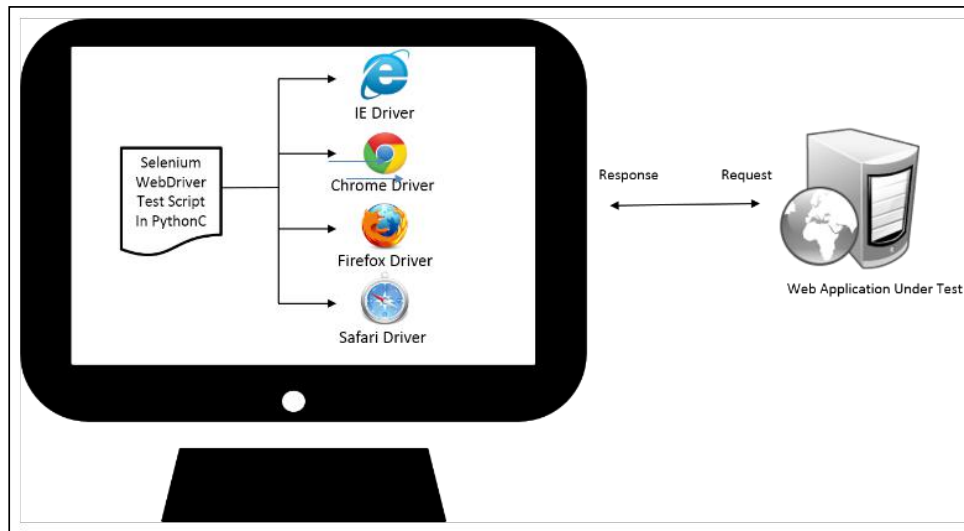 IE Driver
Selenium
WebDriver
Test Script
In PythonC
Chrome Driver
Firefox Driver
Safari Driver
Response
Request
Web Application Under Test